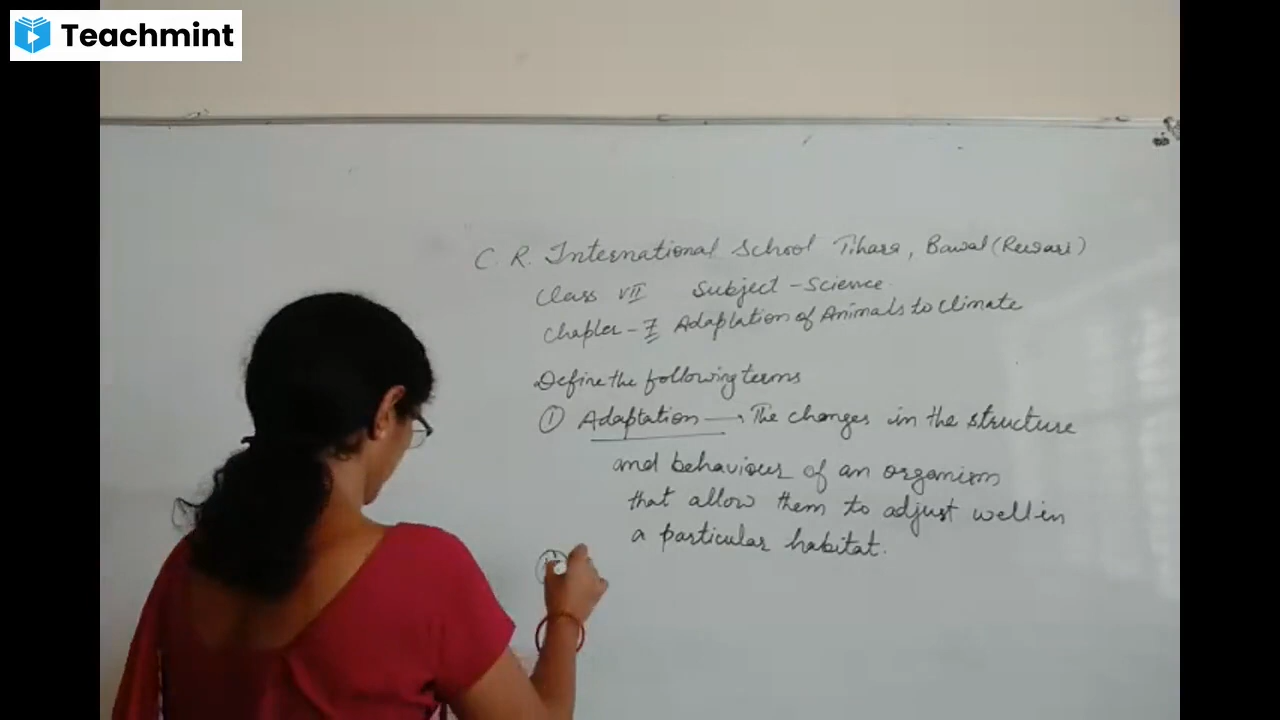 Teachmint
C. R. International School Tihara, Bawal (Rewari)
Class VII Subject - Science
Chapter - 7 Adaptation of Animals to Climate
Define the following terms
① Adaptation → The changes in the structure
and behaviour of an organism
that allow them to adjust well in
a particular habitat.